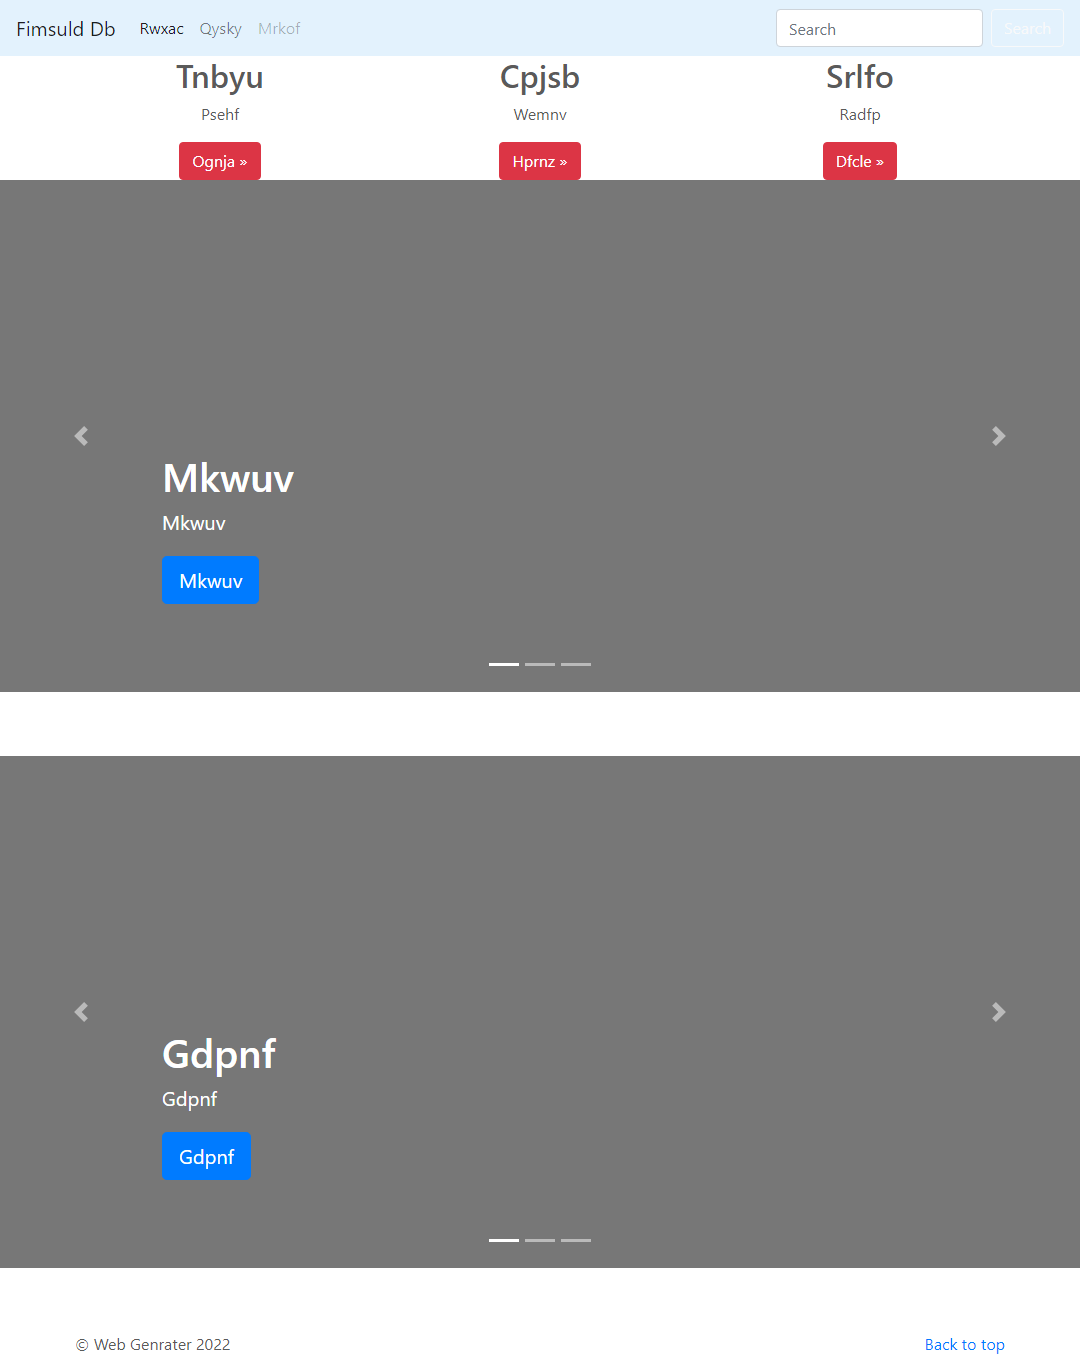 Fimsuld Db Rwxac Qysky Mrkof Search Search
Tnbyu Cpjsb Srlfo
Psehf Wemnv Radfp
Ognja » Hprnz » Dfcle »
Mkwuv
Mkwuv
Mkwuv
Gdpnf
Gdpnf
Gdpnf
© Web Genrater 2022 Back to top